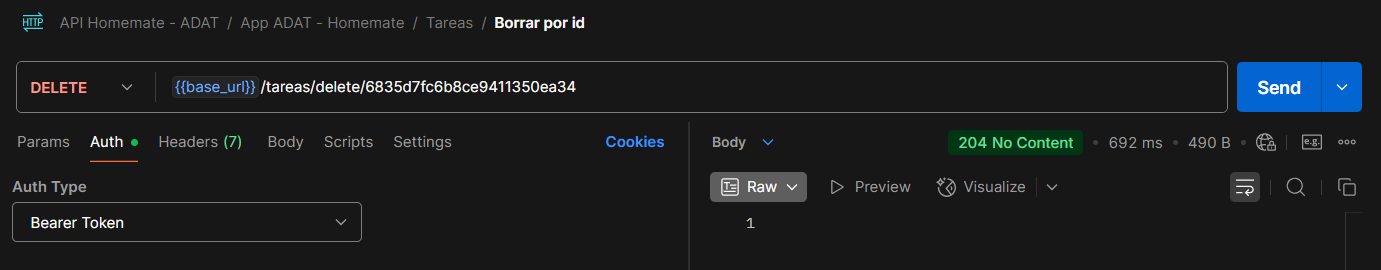 HTTP API Homemate - ADAT / App ADAT - Homemate / Tareas / Borrar por id
DELETE {{base_url}}/tareas/delete/6835d7fc6b8ce9411350ea34 Send
Params Auth Headers (7) Body Scripts Settings Cookies
Body 204 No Content 692 ms 490 B e.g.
Auth Type
Raw Preview Visualize
Bearer Token
1